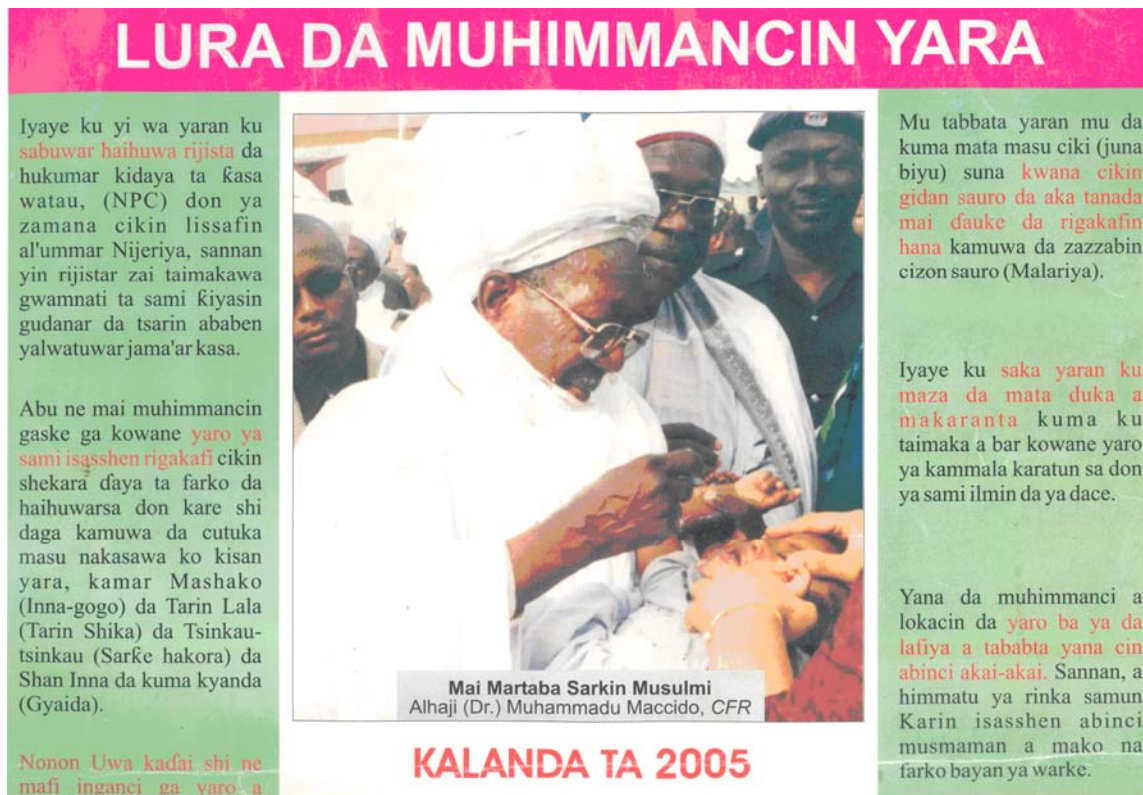 LURA DA MUHIMMANCIN YARA
Iyaye ku yi wa yaran ku
sabuwar haihuwa rijista da
hukumar kidaya ta ƙasa
watau, (NPC) don ya
zamana cikin lissafin
al'ummar Nijeriya, sannan
yin rijistar zai taimakawa
gwamnati ta sami ƙiyasin
gudanar da tsarin ababen
yalwatuwar jama'ar kasa.
Abu ne mai muhimmancin
gaske ga kowane yaro ya
sami isasshen rigakafi cikin
shekara ɗaya ta farko da
haihuwarsa don kare shi
daga kamuwa da cutuka
masu nakasawa ko kisan
yara, kamar Mashako
(Inna-gogo) da Tarin Lala
(Tarin Shika) da Tsinkau-
tsinkau (Sarƙe hakora) da
Shan Inna da kuma kyanda
(Gyaida).
Nonon Uwa kaɗai shi ne
mafi inganci ga yaro a
Mai Martaba Sarkin Musulmi
Alhaji (Dr.) Muhammadu Maccido, CFR
KALANDA TA 2005
Mu tabbata yaran mu da
kuma mata masu ciki (juna
biyu) suna kwana cikin
gidan sauro da aka tanada
mai ɗauke da rigakafin
hana kamuwa da zazzabin
cizon sauro (Malariya).
Iyaye ku saka yaran ku
maza da mata duka a
makaranta kuma ku
taimaka a bar kowane yaro
ya kammala karatun sa don
ya sami ilmin da ya dace.
Yana da muhimmanci a
lokacin da yaro ba ya da
lafiya a tababta yana cin
abinci akai-akai. Sannan, a
himmatu ya rinka samun
Karin isasshen abinci
musmaman a mako na
farko bayan ya warke.